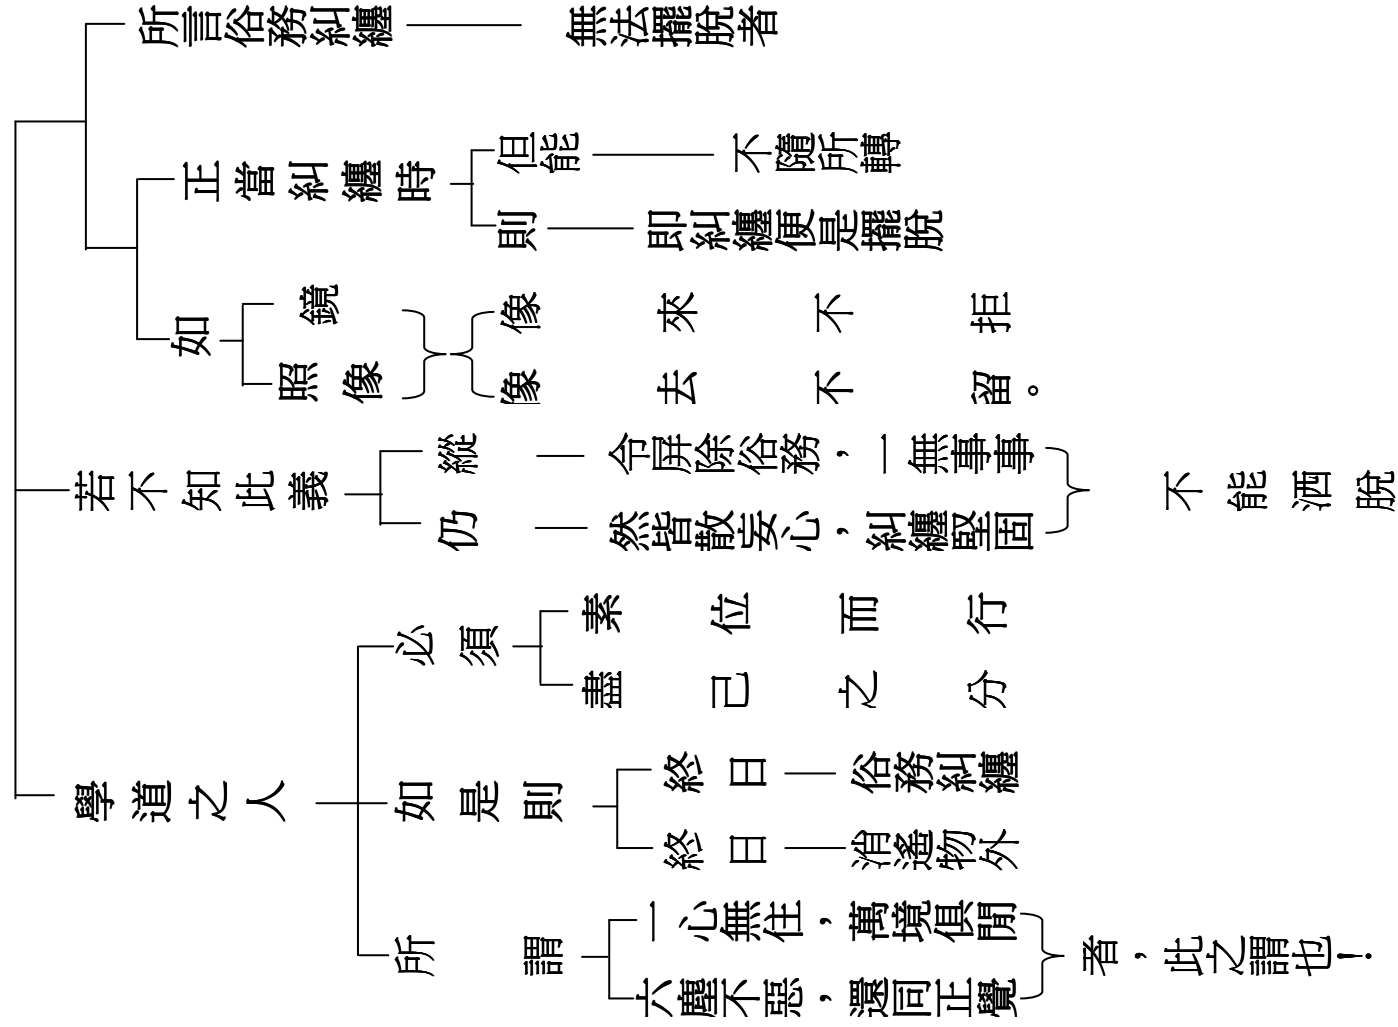 所言俗務糾纏 無法擺脫者
正當糾纏時
但能 不隨所轉
則 即糾纏便是擺脫
如
鏡
照像
像來不拒
像去不留。
若不知此義
縱 令屏除俗務,一無事事
仍 然皆散妄心,糾纏堅固
不能洒脫
學道之人
必須
素位而行
盡己之分
如是則
終日 俗務糾纏
終日 消遙物外
所謂
一心無住,萬境俱閒
六塵不惡,還同正覺
者,此之謂也!